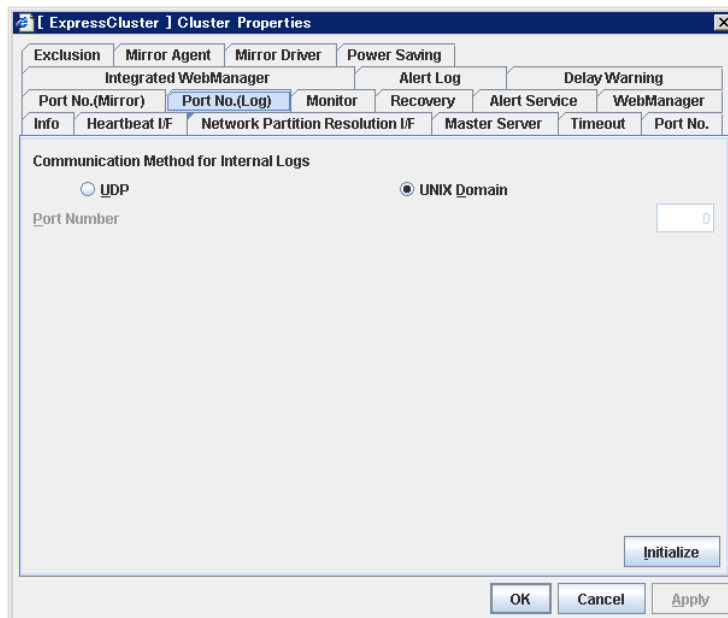 [ ExpressCluster ] Cluster Properties
Exclusion Mirror Agent Mirror Driver Power Saving
Integrated WebManager Alert Log Delay Warning
Port No.(Mirror) Port No.(Log) Monitor Recovery Alert Service WebManager
Info Heartbeat I/F Network Partition Resolution I/F Master Server Timeout Port No.
Communication Method for Internal Logs
UDP UNIX Domain
Port Number 0
Initialize
OK Cancel Apply